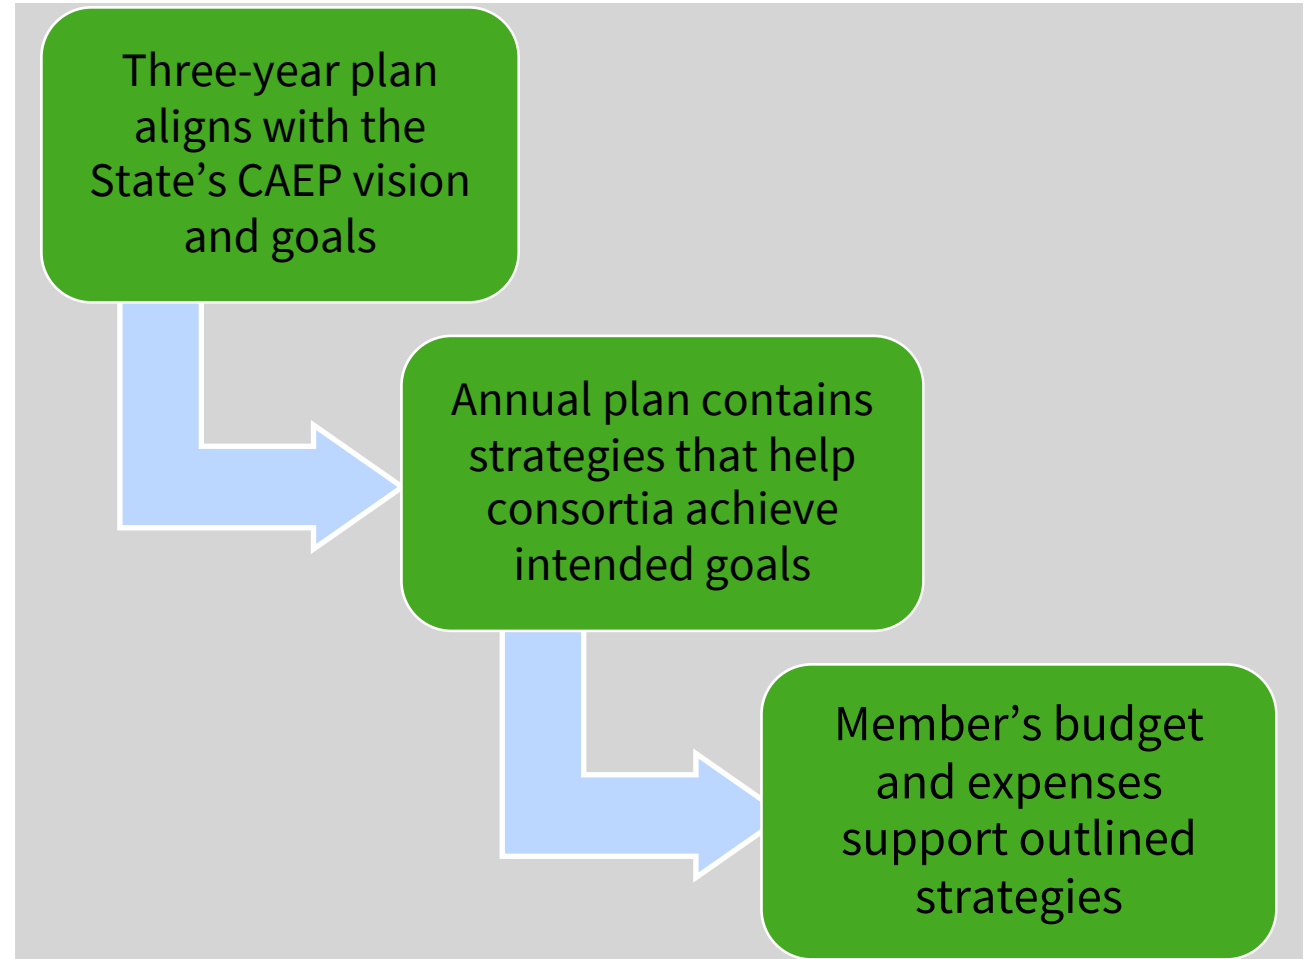 Three-year plan
aligns with the
State’s CAEP vision
and goals
Annual plan contains
strategies that help
consortia achieve
intended goals
Member’s budget
and expenses
support outlined
strategies